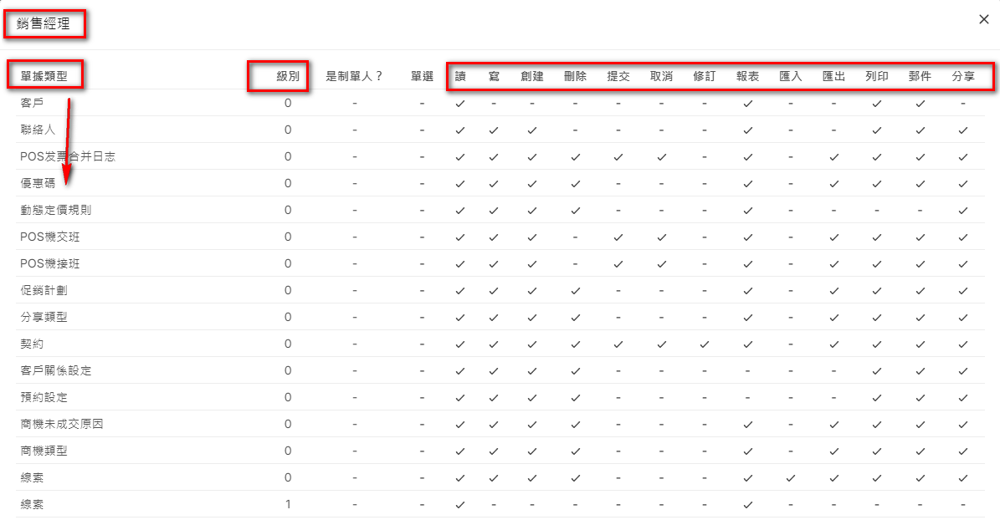 銷售經理
單據類型 級別 是制單人？ 單選 讀 寫 創建 刪除 提交 取消 修訂 報表 匯入 匯出 列印 郵件 分享
客戶 0 - - ✓ - - - - - - ✓ - - ✓ ✓ -
聯絡人 0 - - ✓ ✓ ✓ - - - - ✓ - - ✓ ✓ ✓
POS发票合并日志 0 - - ✓ ✓ ✓ ✓ ✓ ✓ - ✓ - ✓ ✓ ✓ ✓
優惠碼 0 - - ✓ ✓ ✓ ✓ - - - ✓ - ✓ ✓ ✓ ✓
動態定價規則 0 - - ✓ ✓ ✓ ✓ - - - ✓ - - - - ✓
POS機交班 0 - - ✓ ✓ ✓ - ✓ ✓ - ✓ - ✓ ✓ ✓ ✓
POS機接班 0 - - ✓ ✓ ✓ - ✓ ✓ - ✓ - ✓ ✓ ✓ ✓
促銷計劃 0 - - ✓ ✓ ✓ ✓ - - - ✓ - ✓ ✓ ✓ ✓
分享類型 0 - - ✓ ✓ ✓ ✓ - - - ✓ - ✓ ✓ ✓ ✓
契約 0 - - ✓ ✓ ✓ ✓ ✓ ✓ ✓ ✓ - ✓ ✓ ✓ ✓
客戶關係設定 0 - - ✓ ✓ ✓ ✓ - - - - - - ✓ ✓ ✓
預約設定 0 - - ✓ ✓ ✓ ✓ - - - - - - ✓ ✓ ✓
商機未成交原因 0 - - ✓ ✓ ✓ ✓ - - - ✓ - ✓ ✓ ✓ ✓
商機類型 0 - - ✓ ✓ ✓ ✓ - - - ✓ - ✓ ✓ ✓ ✓
線索 0 - - ✓ ✓ ✓ ✓ - - - ✓ ✓ ✓ ✓ ✓ ✓
線索 1 - - ✓ - - - - - - ✓ - - - - -